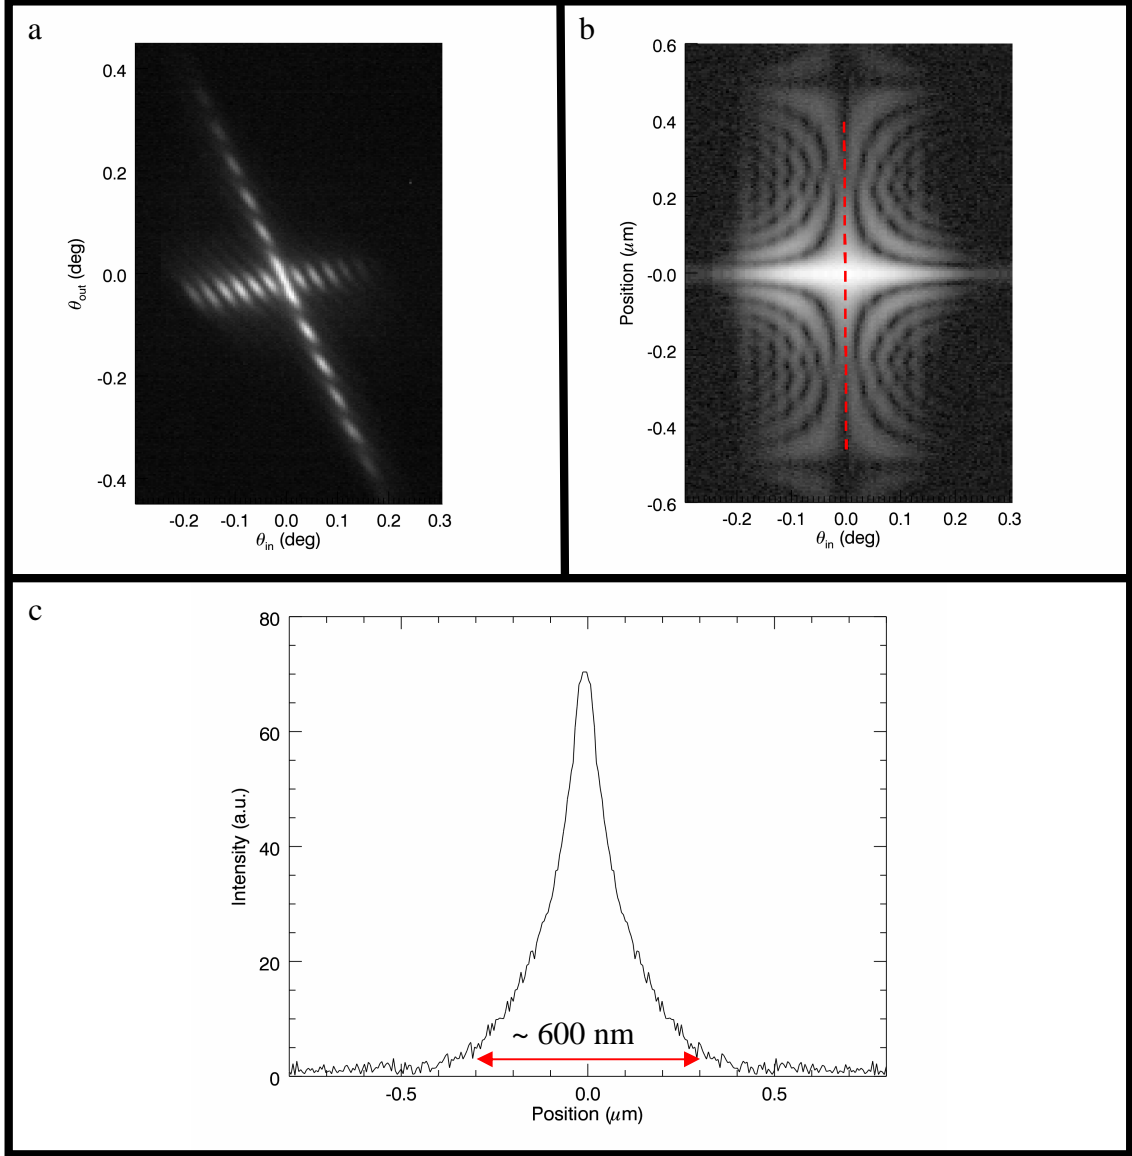 a
0.4
0.2
0.0
-0.2
-0.4
θout (deg)
-0.2 -0.1 0.0 0.1 0.2 0.3
θin (deg)
b
0.6
0.4
0.2
-0.0
-0.2
-0.4
-0.6
Position (μm)
-0.2 -0.1 0.0 0.1 0.2 0.3
θin (deg)
c
80
60
40
20
0
Intensity (a.u.)
~ 600 nm
-0.5 0.0 0.5
Position (μm)